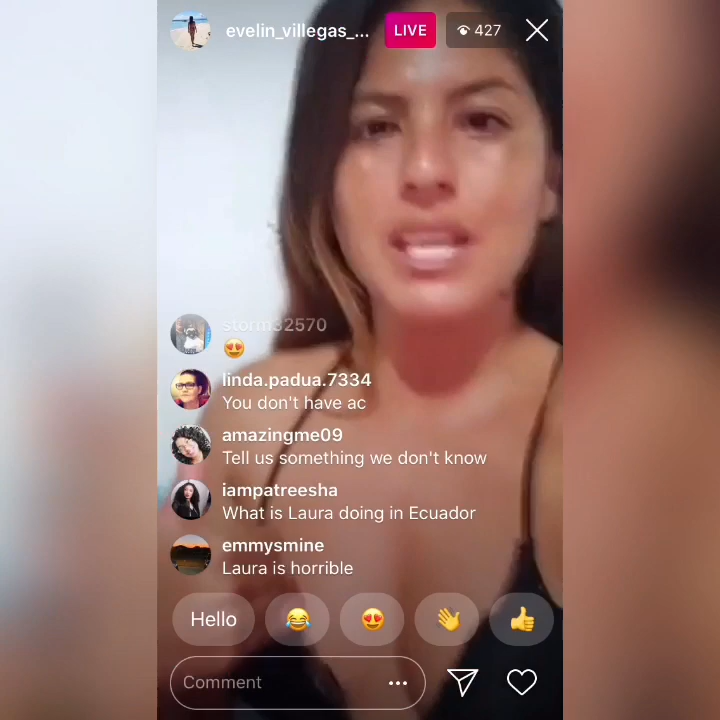 evelin_villegas_...
LIVE
427
storm32570
😍
linda.padua.7334
You don't have ac
amazingme09
Tell us something we don't know
iampatreesha
What is Laura doing in Ecuador
emmysmine
Laura is horrible
Hello 😂 😍 👋 👍
Comment